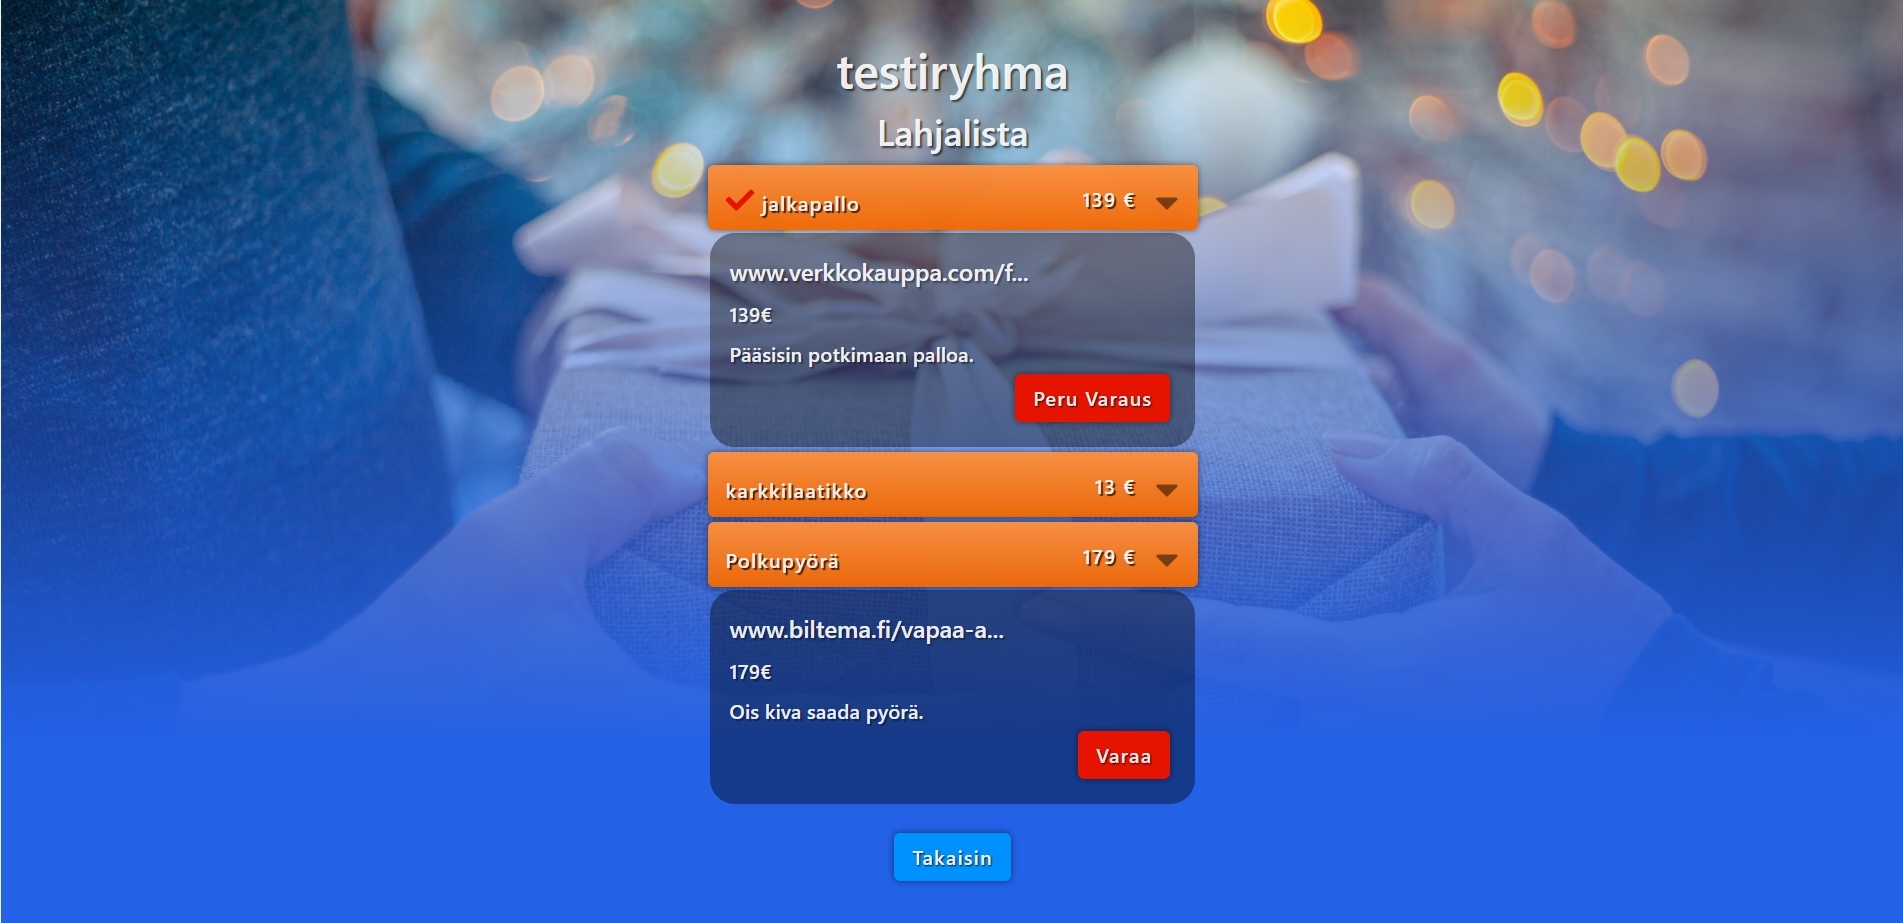 testiryhma
Lahjalista
jalkapallo 139 €
www.verkkokauppa.com/f...
139€
Pääsisin potkimaan palloa.
Peru Varaus
karkkilaatikko 13 €
Polkupyörä 179 €
www.biltema.fi/vapaa-a...
179€
Ois kiva saada pyörä.
Varaa
Takaisin